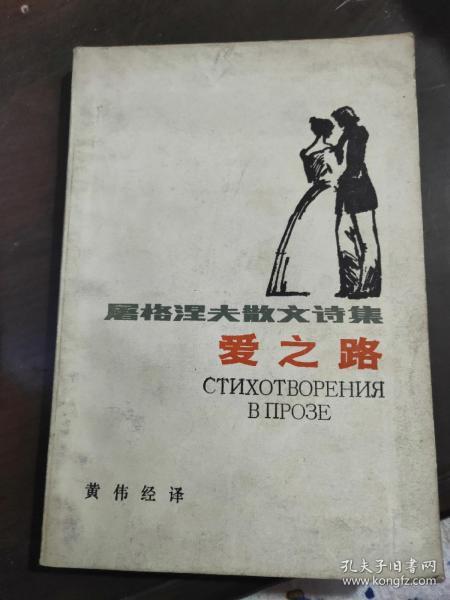 屠格涅夫散文诗集
爱之路
СТИХОТВОРЕНИЯ
В ПРОЗЕ
黄伟经译
孔夫子旧书网
www.kongfz.com